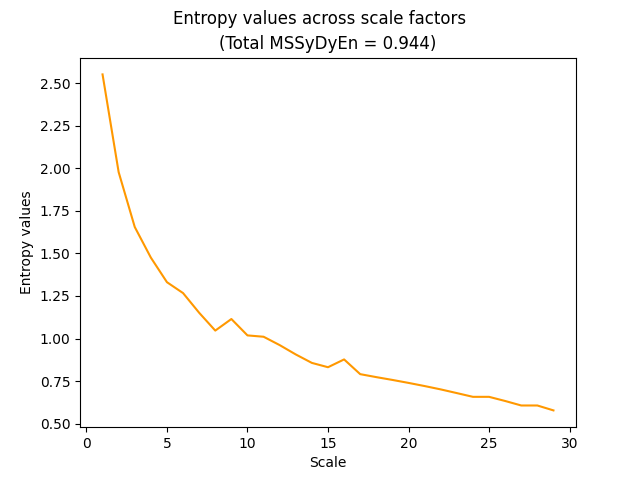 Entropy values across scale factors
(Total MSSyDyEn = 0.944)
2.50
2.25
2.00
1.75
1.50
1.25
1.00
0.75
0.50
Entropy values
0 5 10 15 20 25 30
Scale